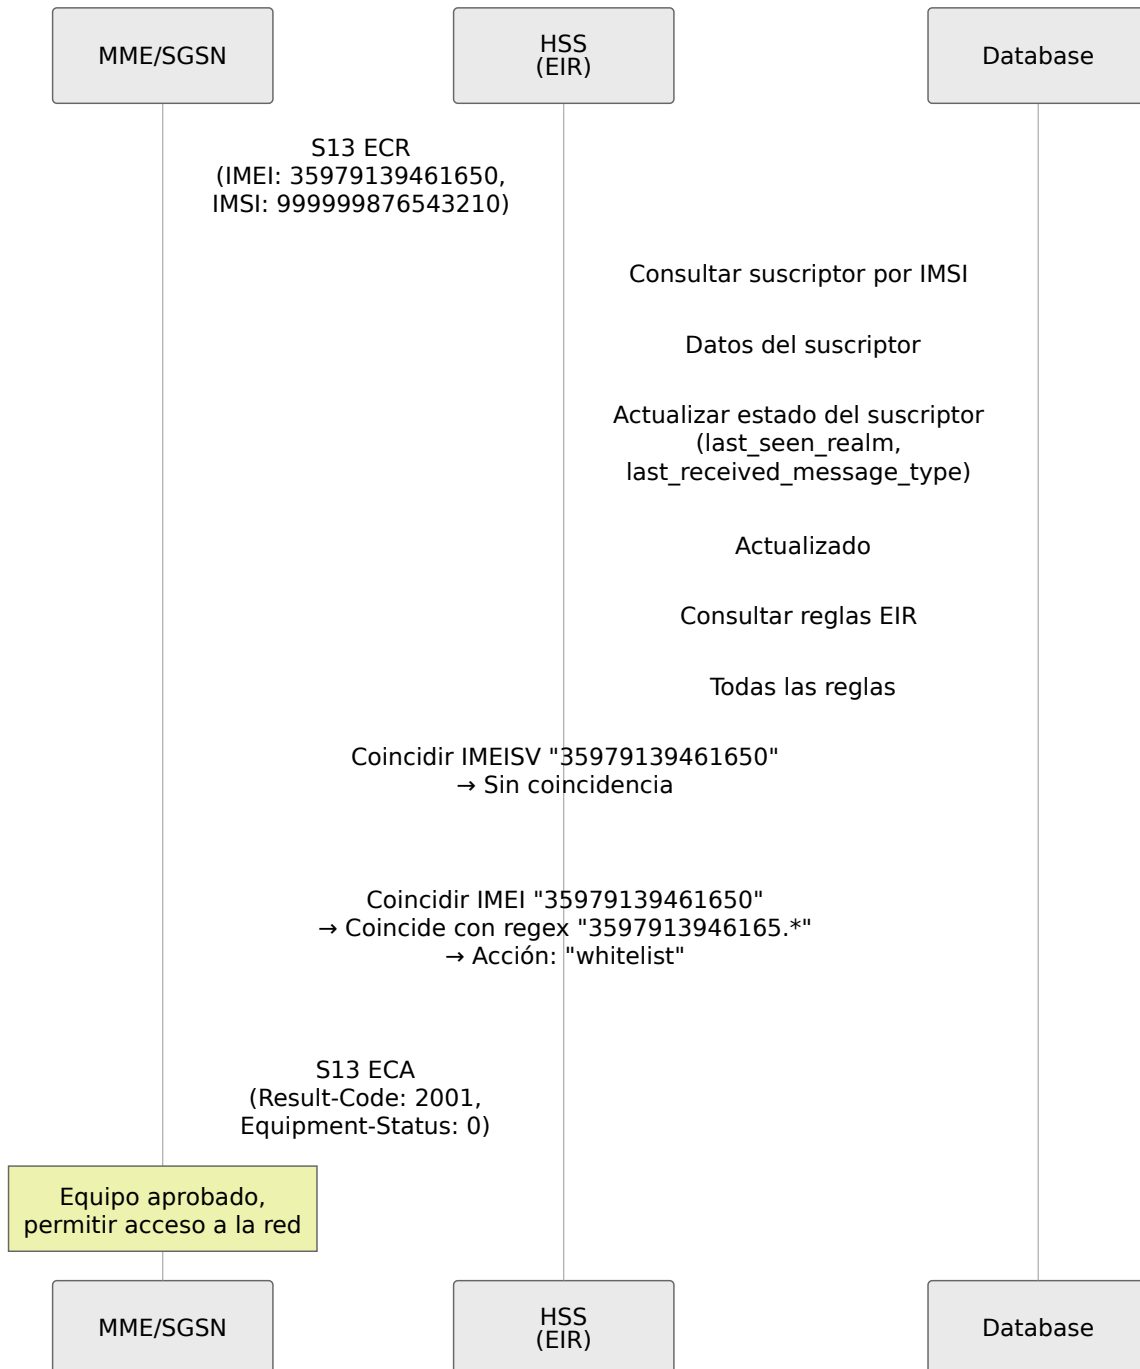 MME/SGSN
HSS
(EIR)
Database
S13 ECR
(IMEI: 35979139461650,
IMSI: 999999876543210)
Consultar suscriptor por IMSI
Datos del suscriptor
Actualizar estado del suscriptor
(last_seen_realm,
last_received_message_type)
Actualizado
Consultar reglas EIR
Todas las reglas
Coincidir IMEISV "35979139461650"
→ Sin coincidencia
Coincidir IMEI "35979139461650"
→ Coincide con regex "3597913946165.*"
→ Acción: "whitelist"
S13 ECA
(Result-Code: 2001,
Equipment-Status: 0)
Equipo aprobado,
permitir acceso a la red
MME/SGSN
HSS
(EIR)
Database